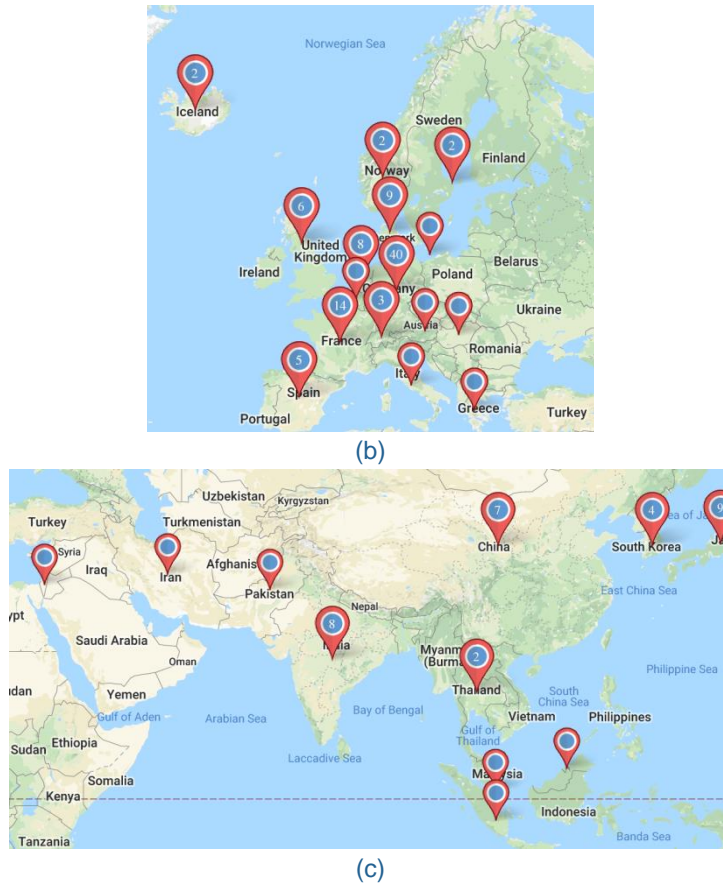 Norwegian Sea
2
Iceland
Sweden
2
2
Norway
Finland
9
6
8
United
Kingdom
40
Ireland
Poland
Belarus
14
3
Ukraine
Austria
France
Romania
5
Italy
Spain
Greece
Portugal
Turkey
(b)
Uzbekistan
Kyrgyzstan
7
4
9
Turkey
Turkmenistan
Syria
China
South Korea
Iraq
Iran
Afghanis
Pakistan
East China Sea
Nepal
8
Saudi Arabia
India
Myanm
(Burma
2
Oman
Philippine Sea
Thailand
Yemen
South
China Sea
Gulf of Aden
Arabian Sea
Bay of Bengal
Vietnam
Philippines
Sudan
Ethiopia
Gulf of
Thailand
Laccadive Sea
Somalia
Malaysia
Kenya
Indonesia
Banda Sea
Tanzania
(c)